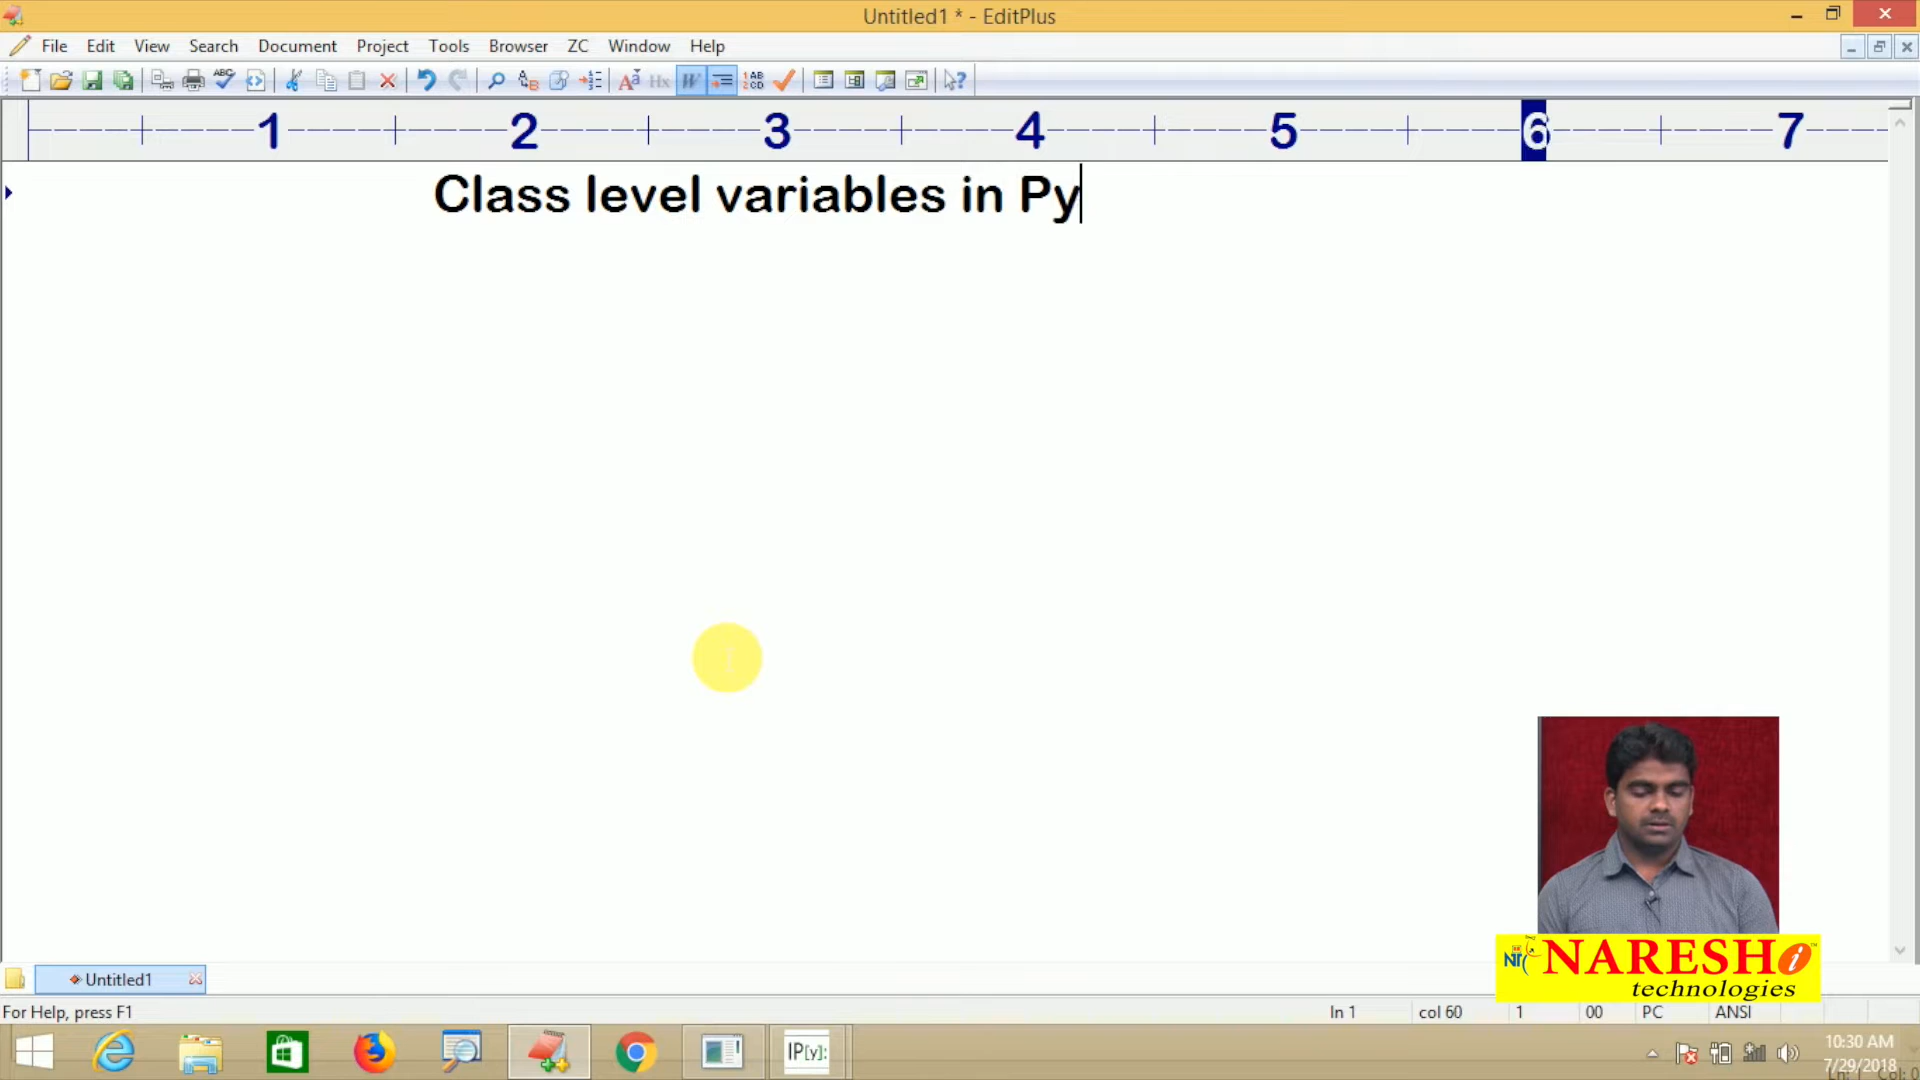 Untitled1 * - EditPlus
File Edit View Search Document Project Tools Browser ZC Window Help
1 2 3 4 5 6 7
Class level variables in Py
NARESH i
technologies
Untitled1
For Help, press F1
ln 1 col 60 1 00 PC ANSI
IP[y]:
10:30 AM
7/29/2018